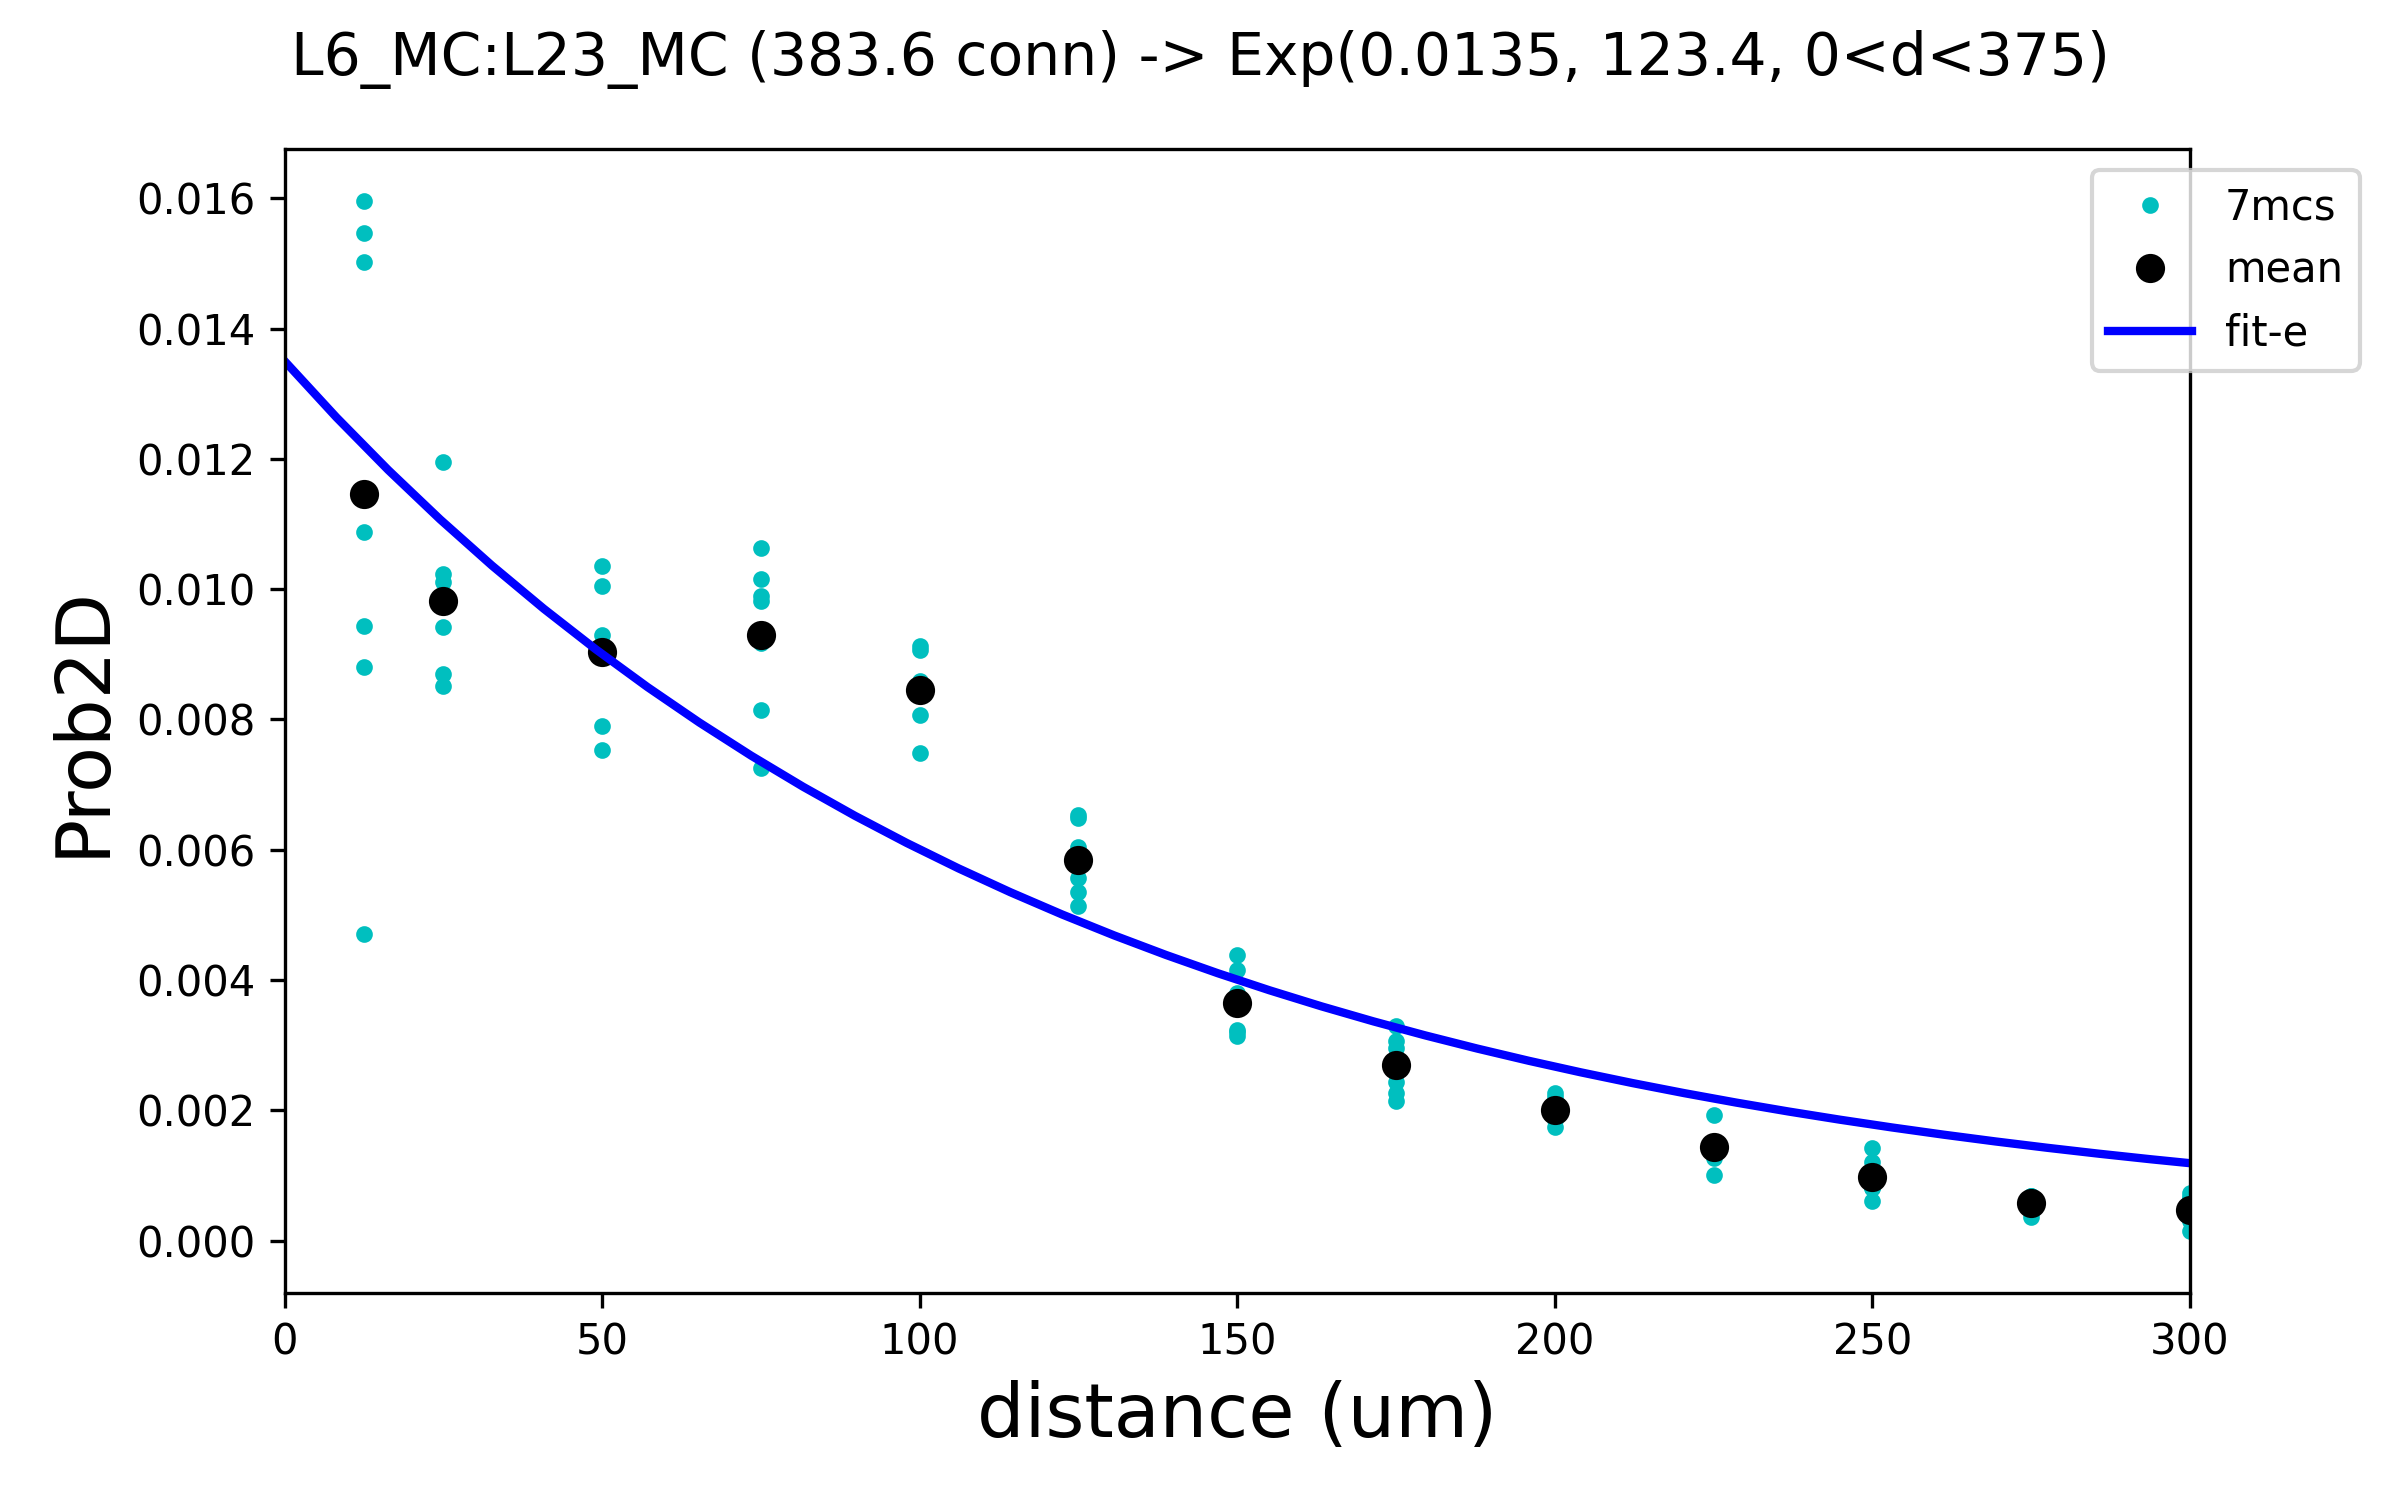 L6_MC:L23_MC (383.6 conn) -> Exp(0.0135, 123.4, 0<d<375)
7mcs
mean
fit-e
Prob2D
0.016
0.014
0.012
0.010
0.008
0.006
0.004
0.002
0.000
0 50 100 150 200 250 300
distance (um)